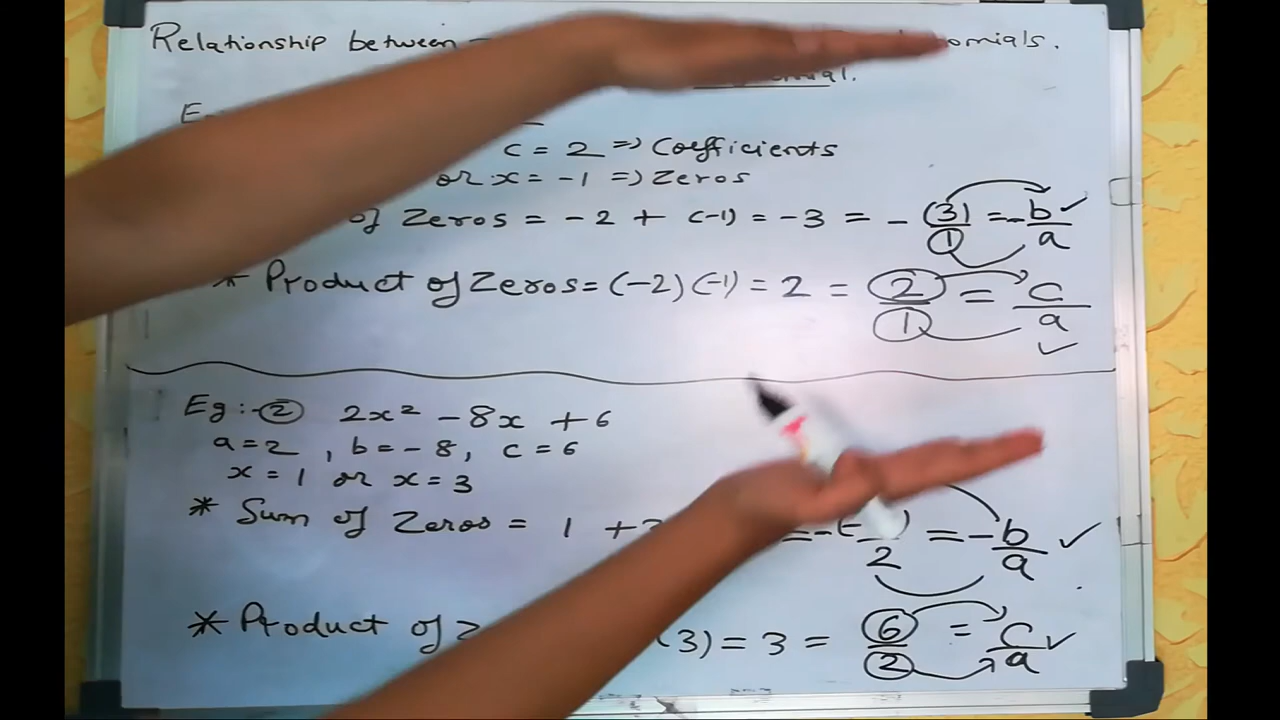 Relationship between
c = 2 => Coefficients
or x = -1 => Zeros
of Zeros = -2 + (-1) = -3 = -(3)/1 = -b/a ✓
* Product of Zeros = (-2)(-1) = 2 = 2/1 = c/a ✓
Eg:-② 2x² - 8x + 6
a = 2, b = -8, c = 6
x = 1 or x = 3
* Sum of Zeros = 1 + = -(- )/2 = -b/a ✓
* Product of (3) = 3 = 6/2 = c/a ✓